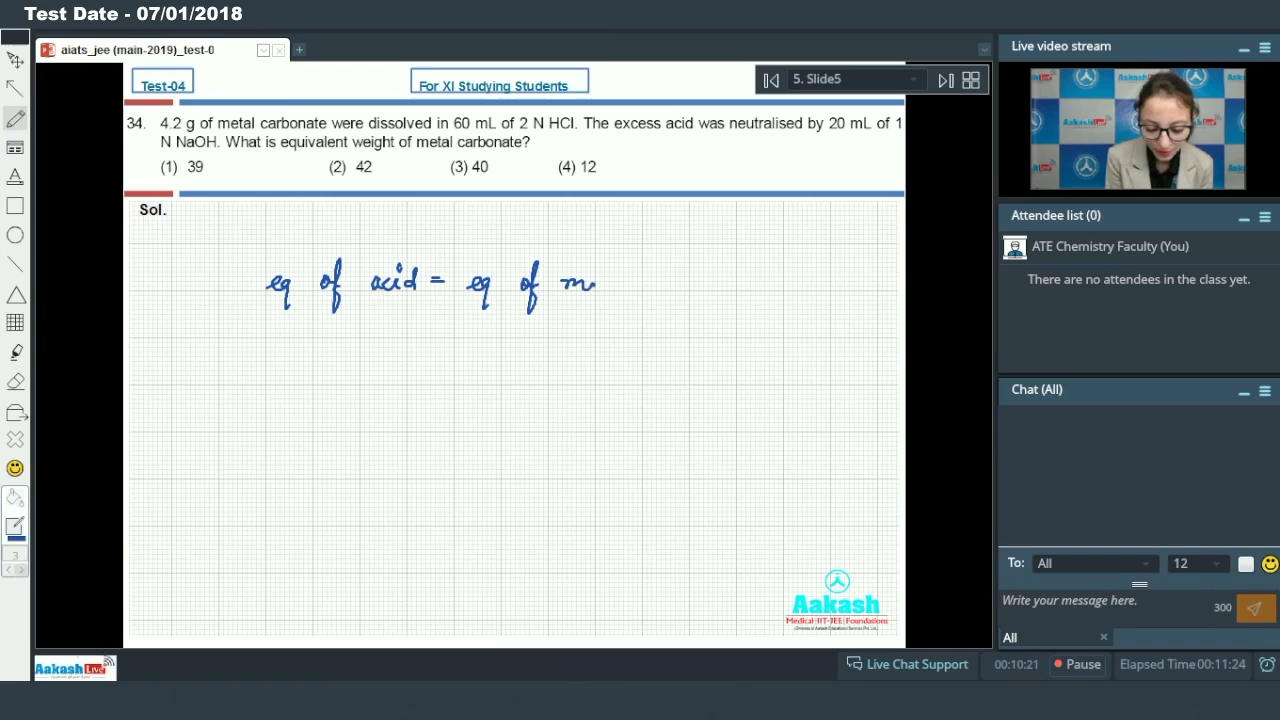 Test Date - 07/01/2018
aiats_jee (main-2019)_test-0
Live video stream
Test-04
For XI Studying Students
5. Slide5
34. 4.2 g of metal carbonate were dissolved in 60 mL of 2 N HCl. The excess acid was neutralised by 20 mL of 1
N NaOH. What is equivalent weight of metal carbonate?
(1) 39 (2) 42 (3) 40 (4) 12
Sol.
eq of acid = eq of m
Attendee list (0)
ATE Chemistry Faculty (You)
There are no attendees in the class yet.
Chat (All)
To: All 12
Write your message here. 300
All
3
Aakash
Medical|IIT-JEE|Foundations
Aakash Live
Live Chat Support
00:10:21
Pause
Elapsed Time 00:11:24